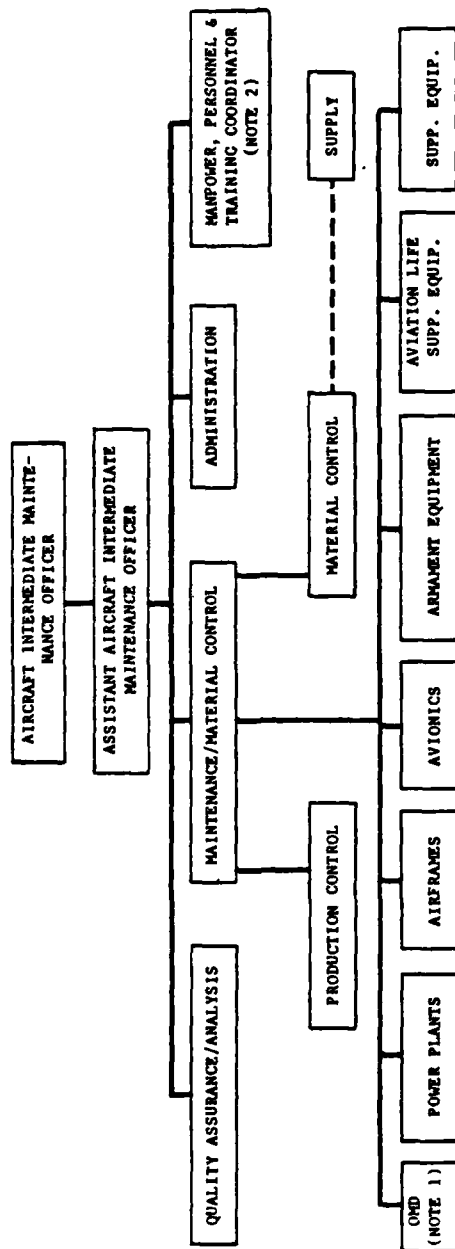 AIRCRAFT INTERMEDIATE MAINTE-
NANCE OFFICER
ASSISTANT AIRCRAFT INTERMEDIATE
MAINTENANCE OFFICER
QUALITY ASSURANCE/ANALYSIS
MAINTENANCE/MATERIAL CONTROL
ADMINISTRATION
MANPOWER, PERSONNEL &
TRAINING COORDINATOR
(NOTE 2)
PRODUCTION CONTROL
MATERIAL CONTROL
SUPPLY
OMD
(NOTE 1)
POWER PLANTS
AIRFRAMES
AVIONICS
ARMAMENT EQUIPMENT
AVIATION LIFE
SUPP. EQUIP.
SUPP. EQUIP.